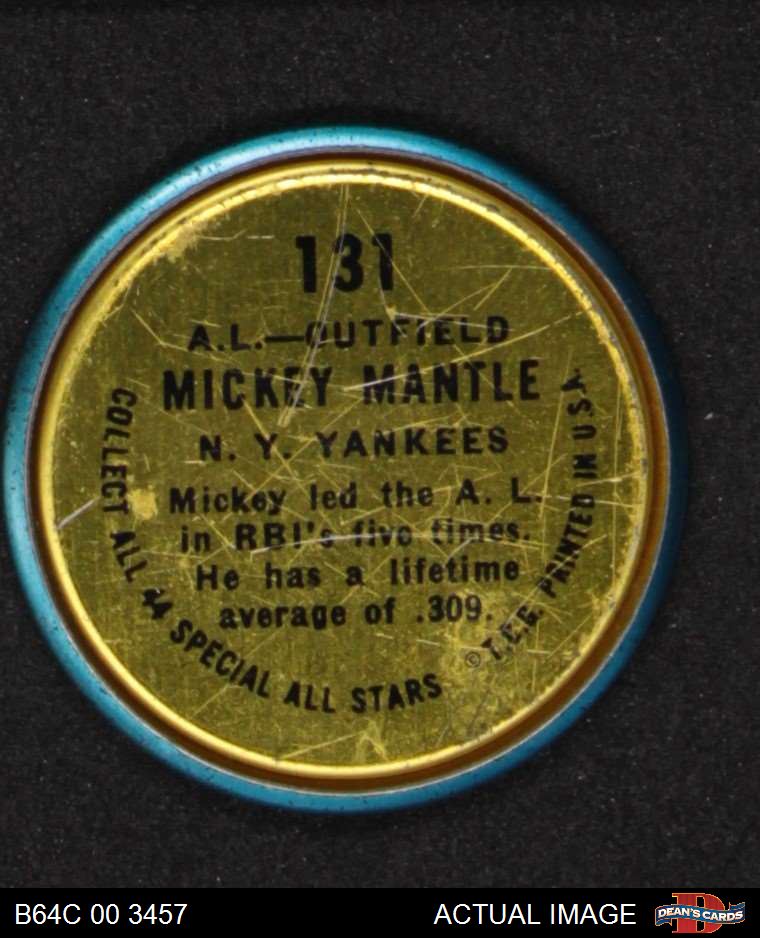 131
A.L.—OUTFIELD
MICKEY MANTLE
N. Y. YANKEES
Mickey led the A. L.
in RBI's five times.
He has a lifetime
average of .309.
COLLECT ALL 44 SPECIAL ALL STARS
© T.C.G. PRINTED IN U.S.A.
B64C 00 3457
ACTUAL IMAGE
D
DEAN'S CARDS